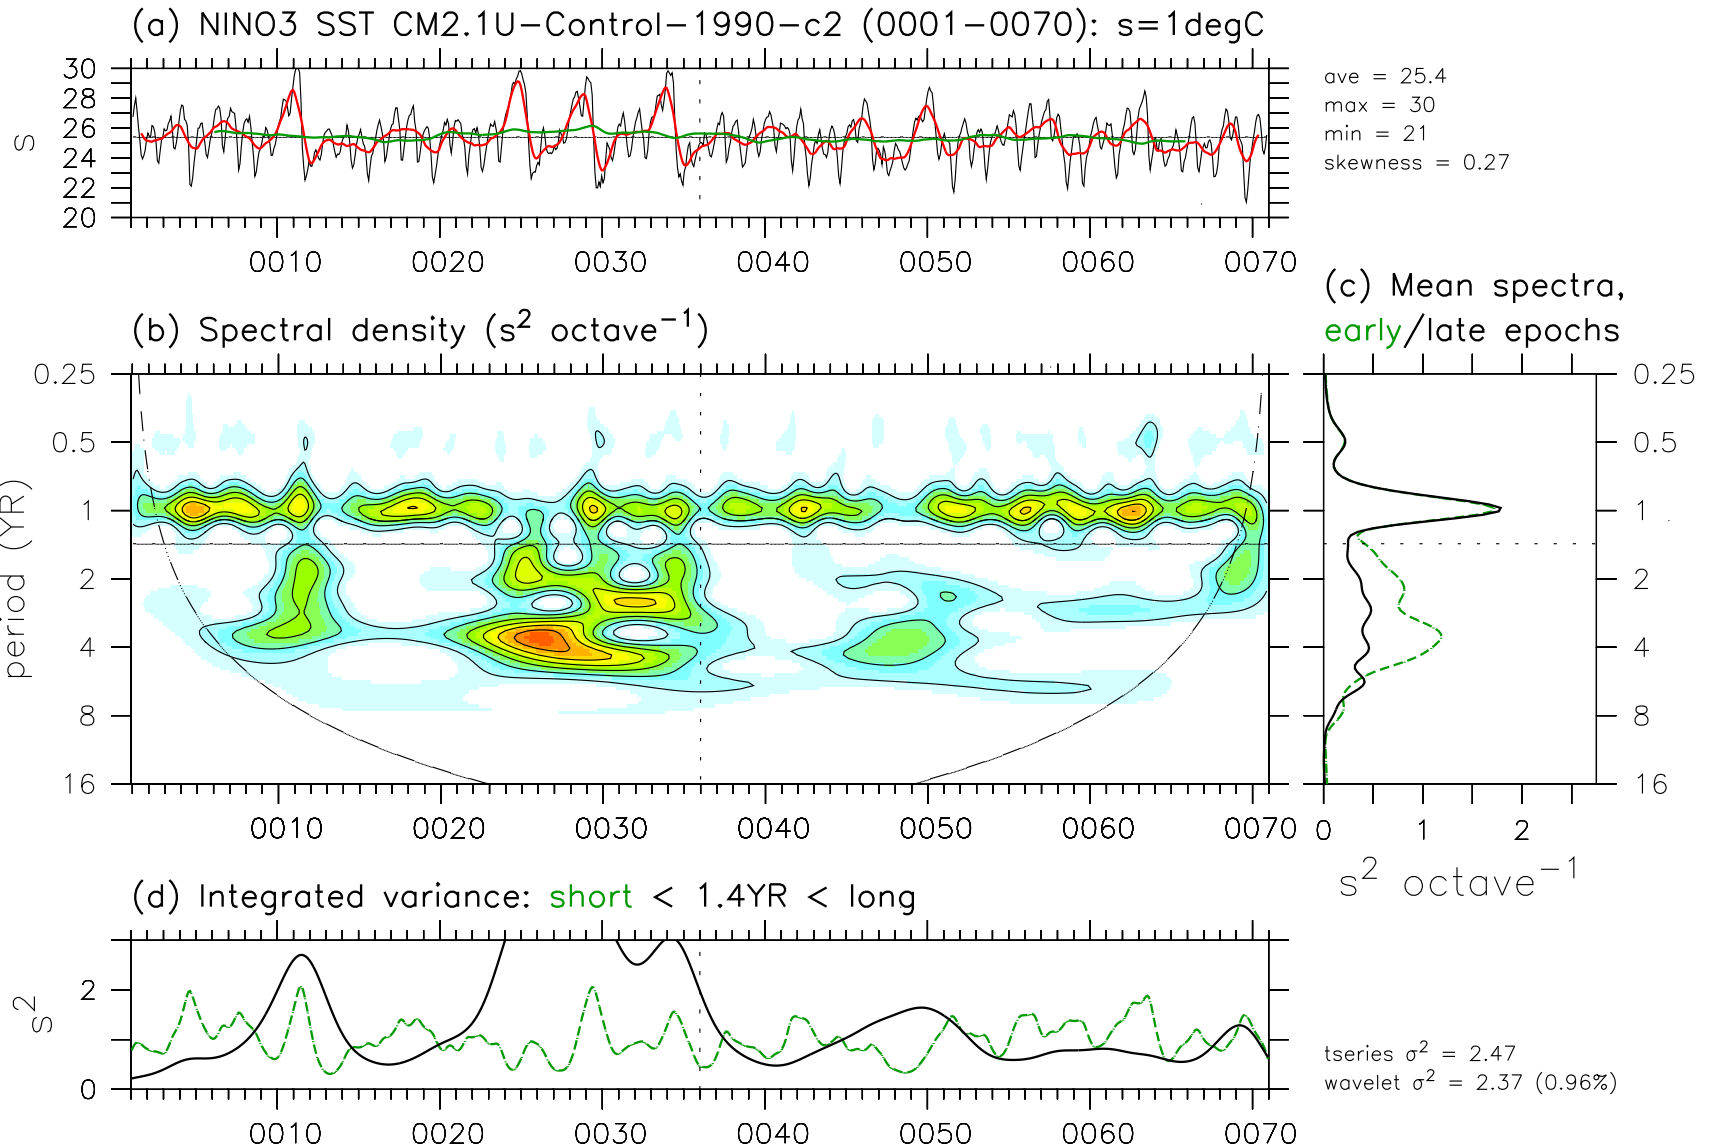 (a) NINO3 SST CM2.1U-Control-1990-c2 (0001-0070): s=1degC
30
28
26
24
22
20
s
0010 0020 0030 0040 0050 0060 0070
ave = 25.4
max = 30
min = 21
skewness = 0.27
(b) Spectral density (s² octave⁻¹)
0.25
0.5
1
2
4
8
16
period (YR)
0010 0020 0030 0040 0050 0060 0070
(c) Mean spectra,
early/late epochs
0.25
0.5
1
2
4
8
16
0 1 2
s² octave⁻¹
(d) Integrated variance: short < 1.4YR < long
2
0
s²
0010 0020 0030 0040 0050 0060 0070
tseries σ² = 2.47
wavelet σ² = 2.37 (0.96%)